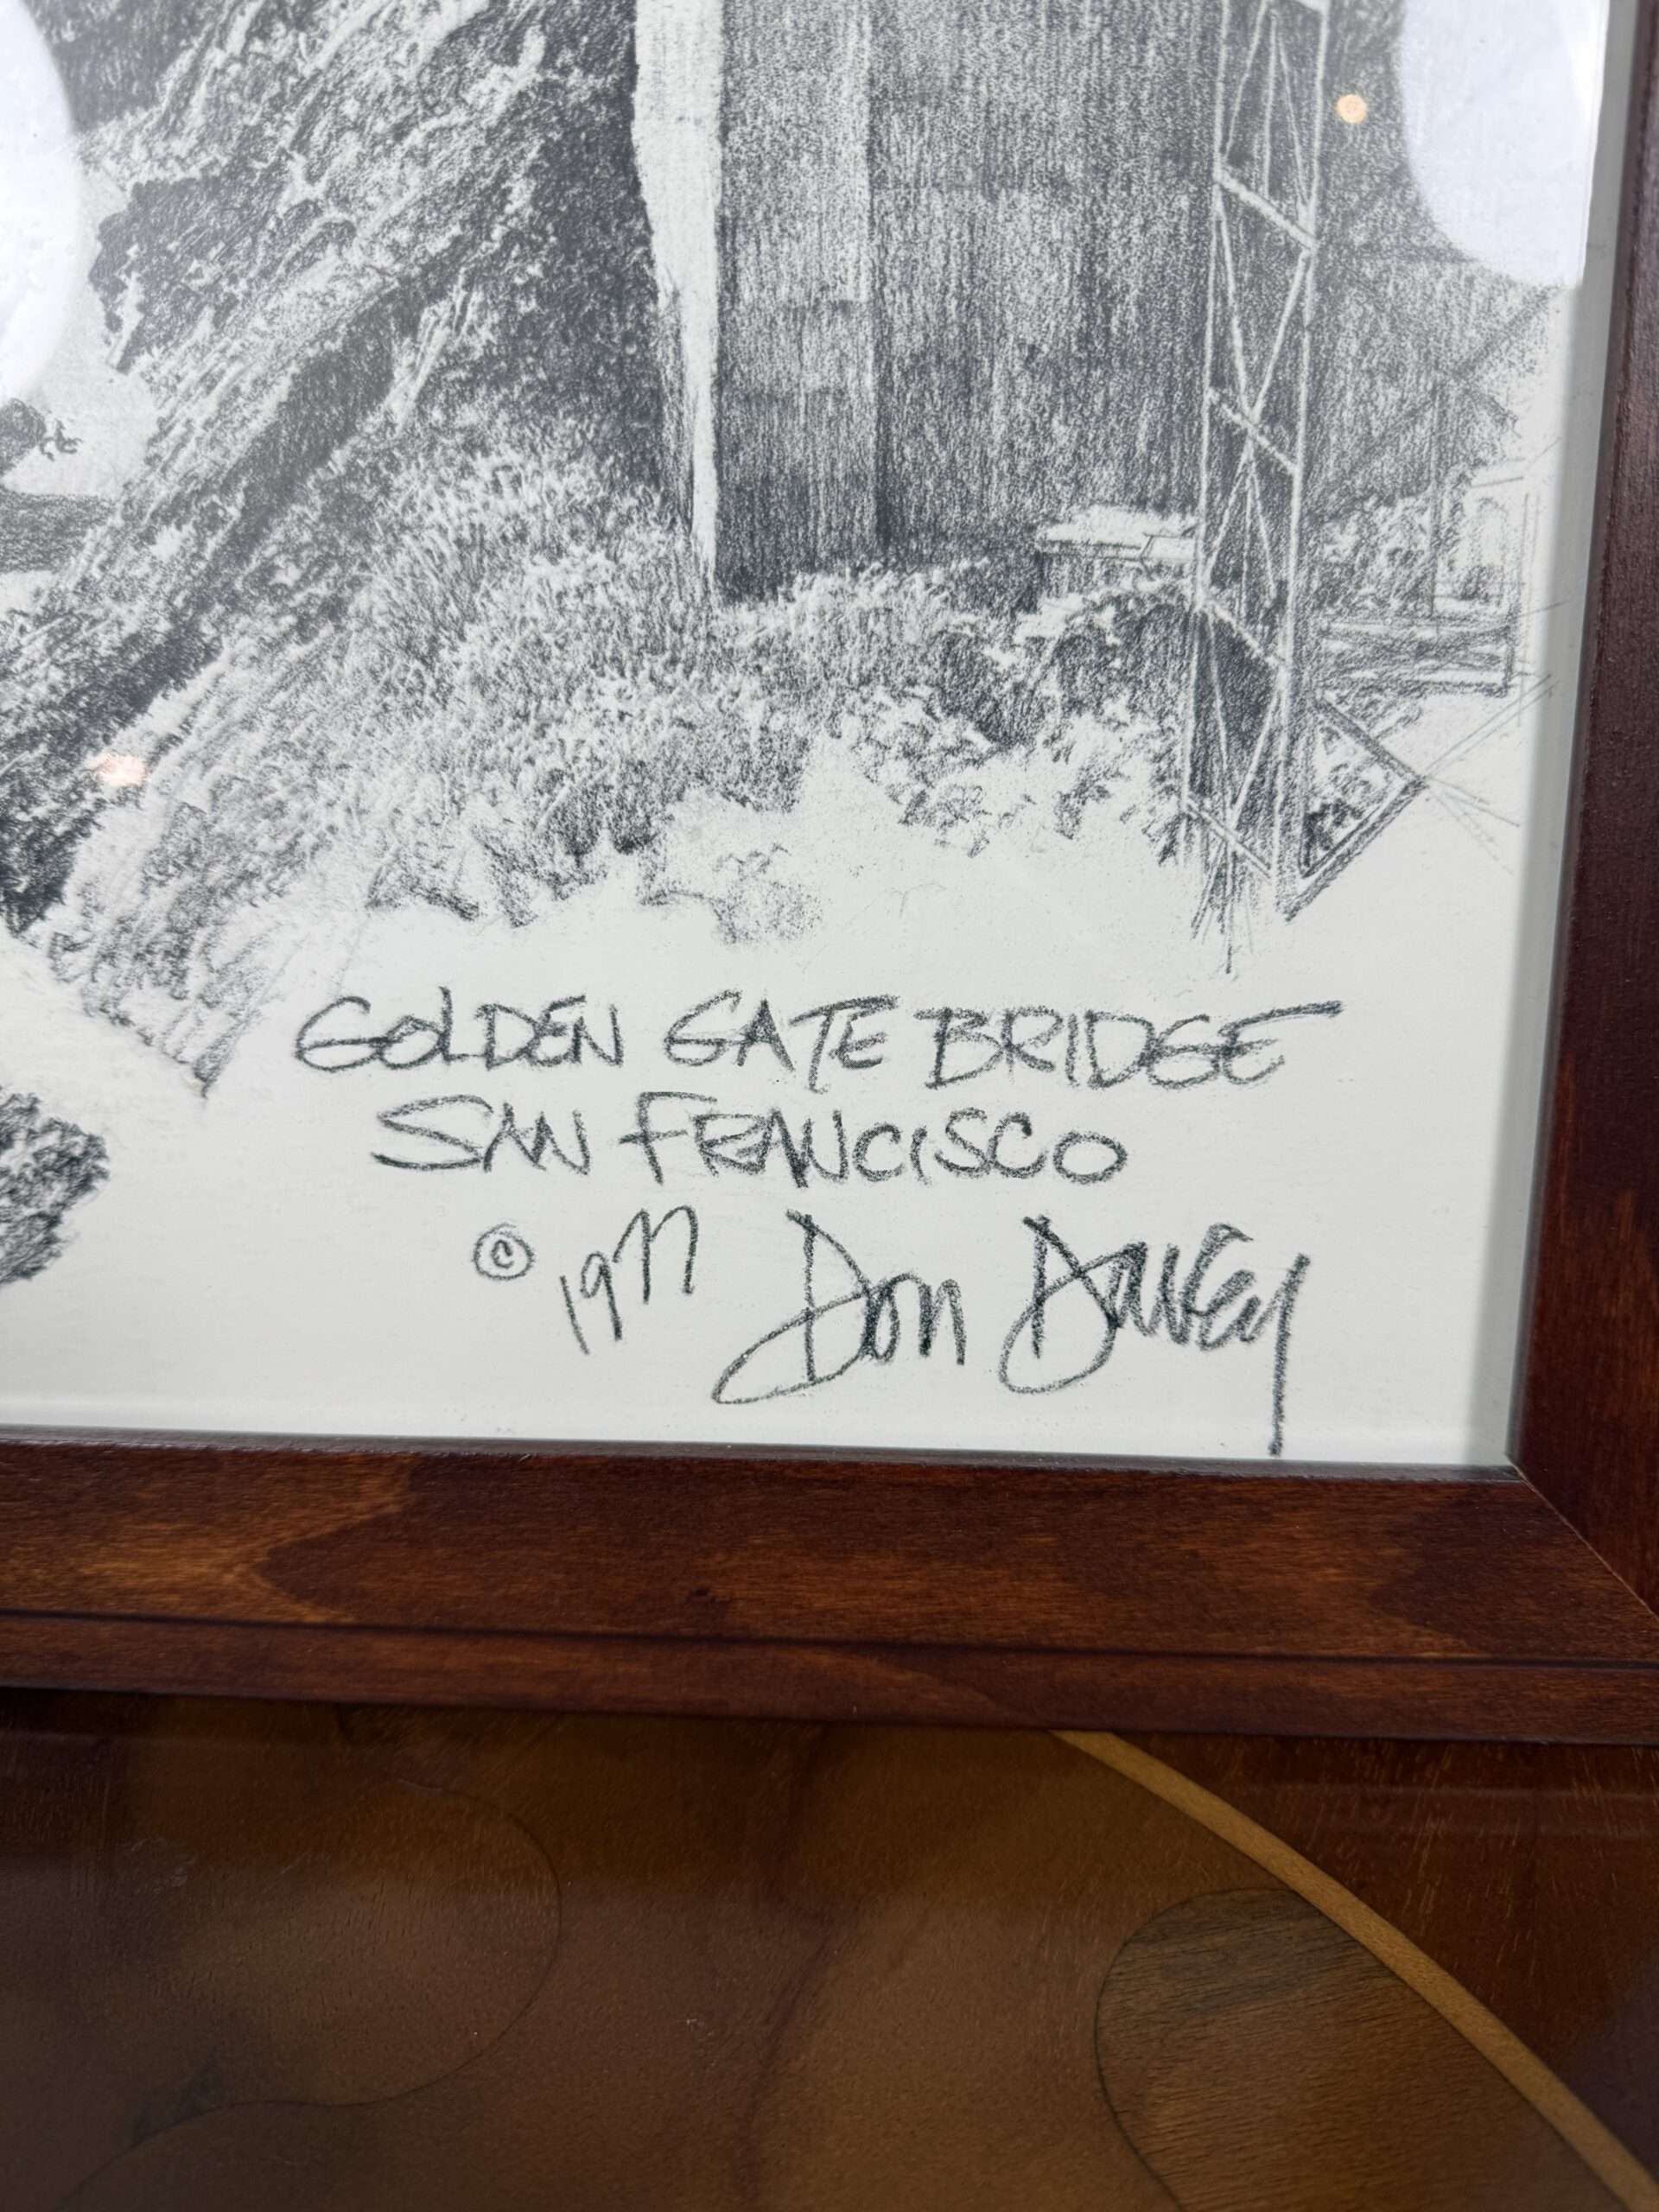 GOLDEN GATE BRIDGE
SAN FRANCISCO
© 1977 Don Davey